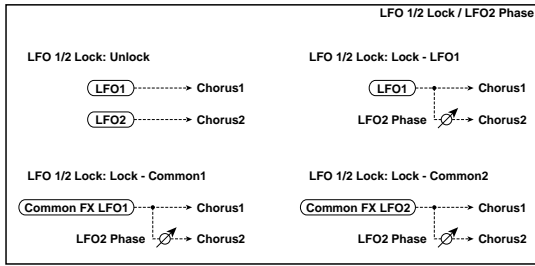 LFO 1/2 Lock / LFO2 Phase
LFO 1/2 Lock: Unlock
LFO1 Chorus1
LFO2 Chorus2
LFO 1/2 Lock: Lock - LFO1
LFO1 Chorus1
LFO2 Phase Chorus2
LFO 1/2 Lock: Lock - Common1
Common FX LFO1 Chorus1
LFO2 Phase Chorus2
LFO 1/2 Lock: Lock - Common2
Common FX LFO2 Chorus1
LFO2 Phase Chorus2